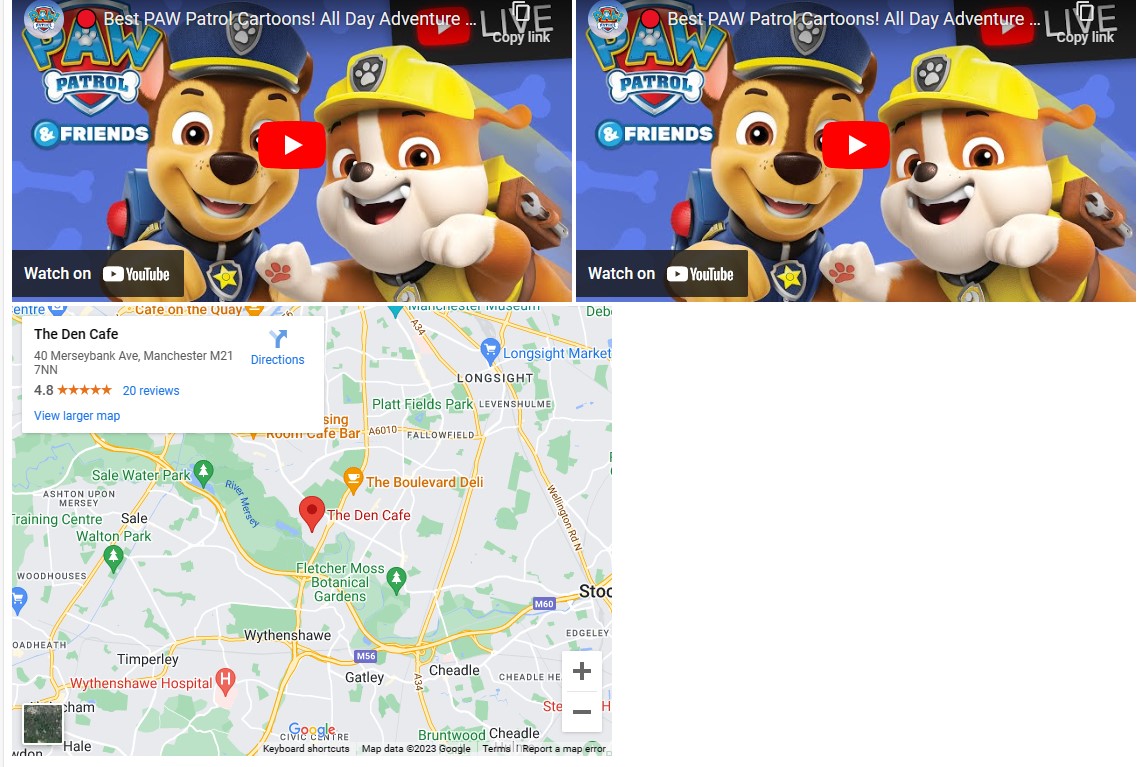 Best PAW Patrol Cartoons! All Day Adventure ...
LIVE
Copy link
PAW
PATROL
& FRIENDS
Watch on YouTube
Best PAW Patrol Cartoons! All Day Adventure ...
LIVE
Copy link
PAW
PATROL
& FRIENDS
Watch on YouTube
The Den Cafe
40 Merseybank Ave, Manchester M21
7NN
4.8
20 reviews
View larger map
Directions
Cafe on the Quay
Manchester Museum
A34
Longsight Market
LONGSIGHT
Platt Fields Park
LEVENSHULME
Room Cafe Bar
A6010
FALLOWFIELD
Sale Water Park
The Boulevard Deli
ASHTON UPON
MERSEY
River Mersey
Wellington Rd N
Training Centre
Sale
The Den Cafe
Walton Park
Fletcher Moss
Botanical
Gardens
WOODHOUSES
M60
Wythenshawe
EDGELEY
Timperley
M56
Gatley
Cheadle
Wythenshawe Hospital
H
A34
Hale
CIVIC CENTRE
Google
Bruntwood
Cheadle
Keyboard shortcuts
Map data ©2023 Google
Terms
Report a map error